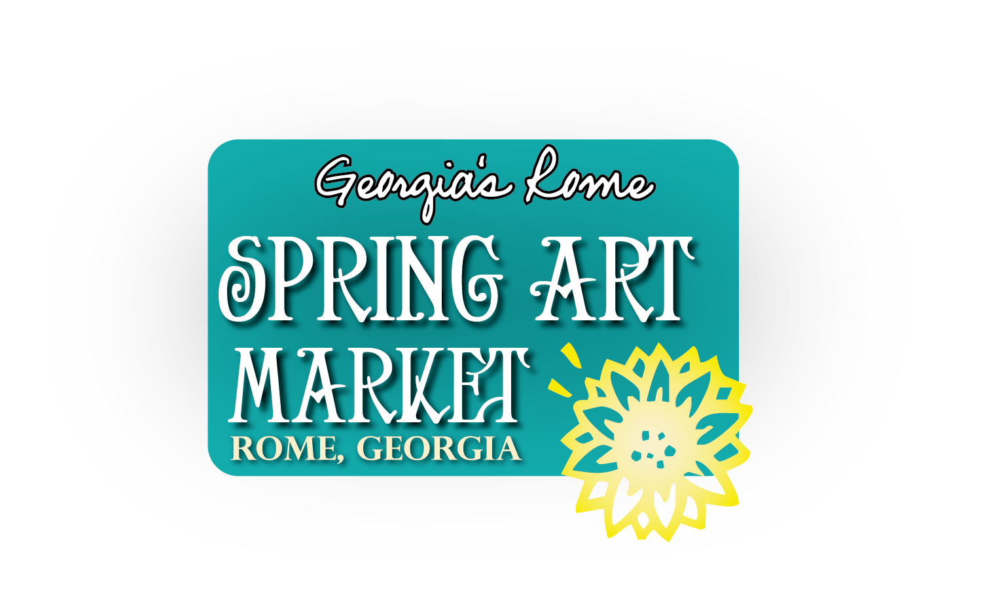 Georgia's Rome
SPRING ART
MARKET
ROME, GEORGIA